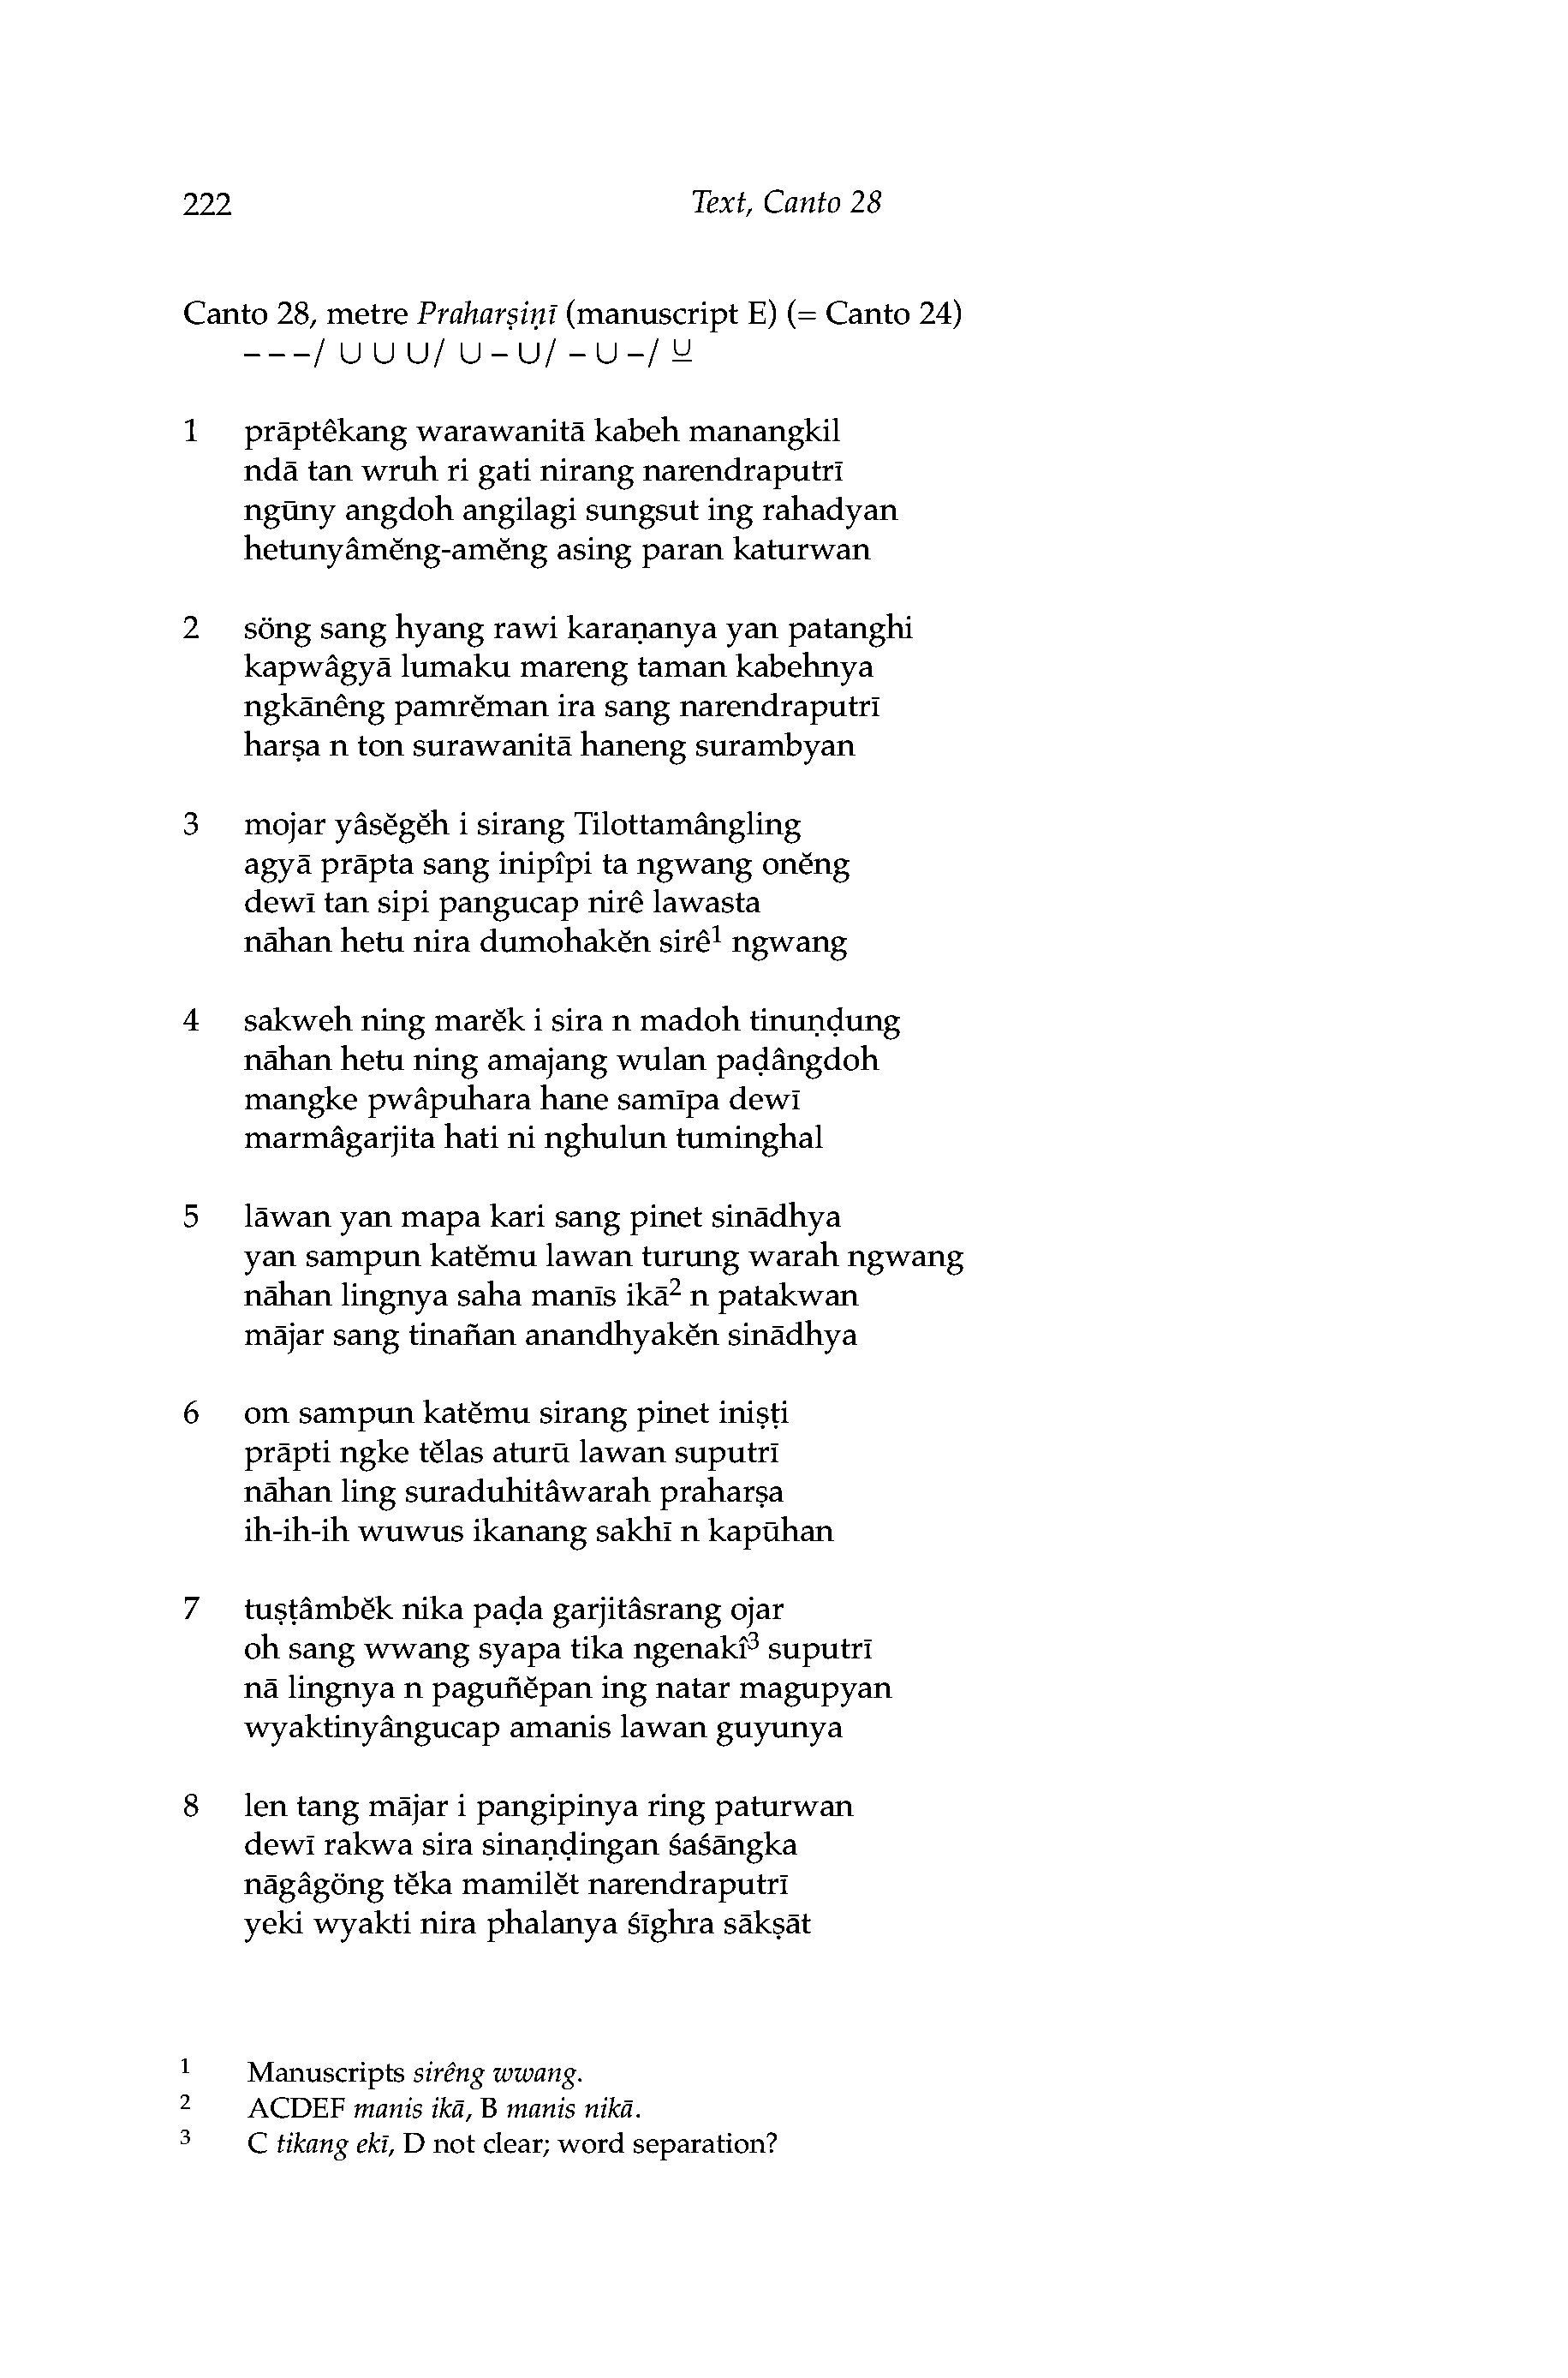 222 Text, Canto 28
Canto 28, metre Praharṣiṇī (manuscript E) (= Canto 24)
– – –/ ∪ ∪ ∪/ ∪ – ∪/ – ∪ –/ ⊻
1 prāptêkang warawanitā kabeh manangkil
ndā tan wruh ri gati nirang narendraputrī
ngūny angdoh angilagi sungsut ing rahadyan
hetunyâmĕng-amĕng asing paran katurwan
2 söng sang hyang rawi karaṇanya yan patanghi
kapwâgyā lumaku mareng taman kabehnya
ngkānêng pamrĕman ira sang narendraputrī
harṣa n ton surawanitā haneng surambyan
3 mojar yâsĕgĕh i sirang Tilottamângling
agyā prāpta sang inipîpi ta ngwang onĕng
dewī tan sipi pangucap nirê lawasta
nāhan hetu nira dumohakĕn sirê¹ ngwang
4 sakweh ning marĕk i sira n madoh tinuṇḍung
nāhan hetu ning amajang wulan paḍângdoh
mangke pwâpuhara hane samīpa dewī
marmâgarjita hati ni nghulun tuminghal
5 lāwan yan mapa kari sang pinet sinādhya
yan sampun katĕmu lawan turung warah ngwang
nāhan lingnya saha manīs ikā² n patakwan
mājar sang tinañan anandhyakĕn sinādhya
6 om sampun katĕmu sirang pinet iniṣṭi
prāpti ngke tĕlas aturū lawan suputrī
nāhan ling suraduhitâwarah praharṣa
ih-ih-ih wuwus ikanang sakhī n kapūhan
7 tuṣṭâmbĕk nika paḍa garjitâsrang ojar
oh sang wwang syapa tika ngenakî³ suputrī
nā lingnya n paguñĕpan ing natar magupyan
wyaktinyângucap amanis lawan guyunya
8 len tang mājar i pangipinya ring paturwan
dewī rakwa sira sinaṇḍingan śaśāngka
nāgâgöng tĕka mamilĕt narendraputrī
yeki wyakti nira phalanya śīghra sākṣāt
1 Manuscripts sirêng wwang.
2 ACDEF manis ikā, B manis nikā.
3 C tikang ekī, D not clear; word separation?